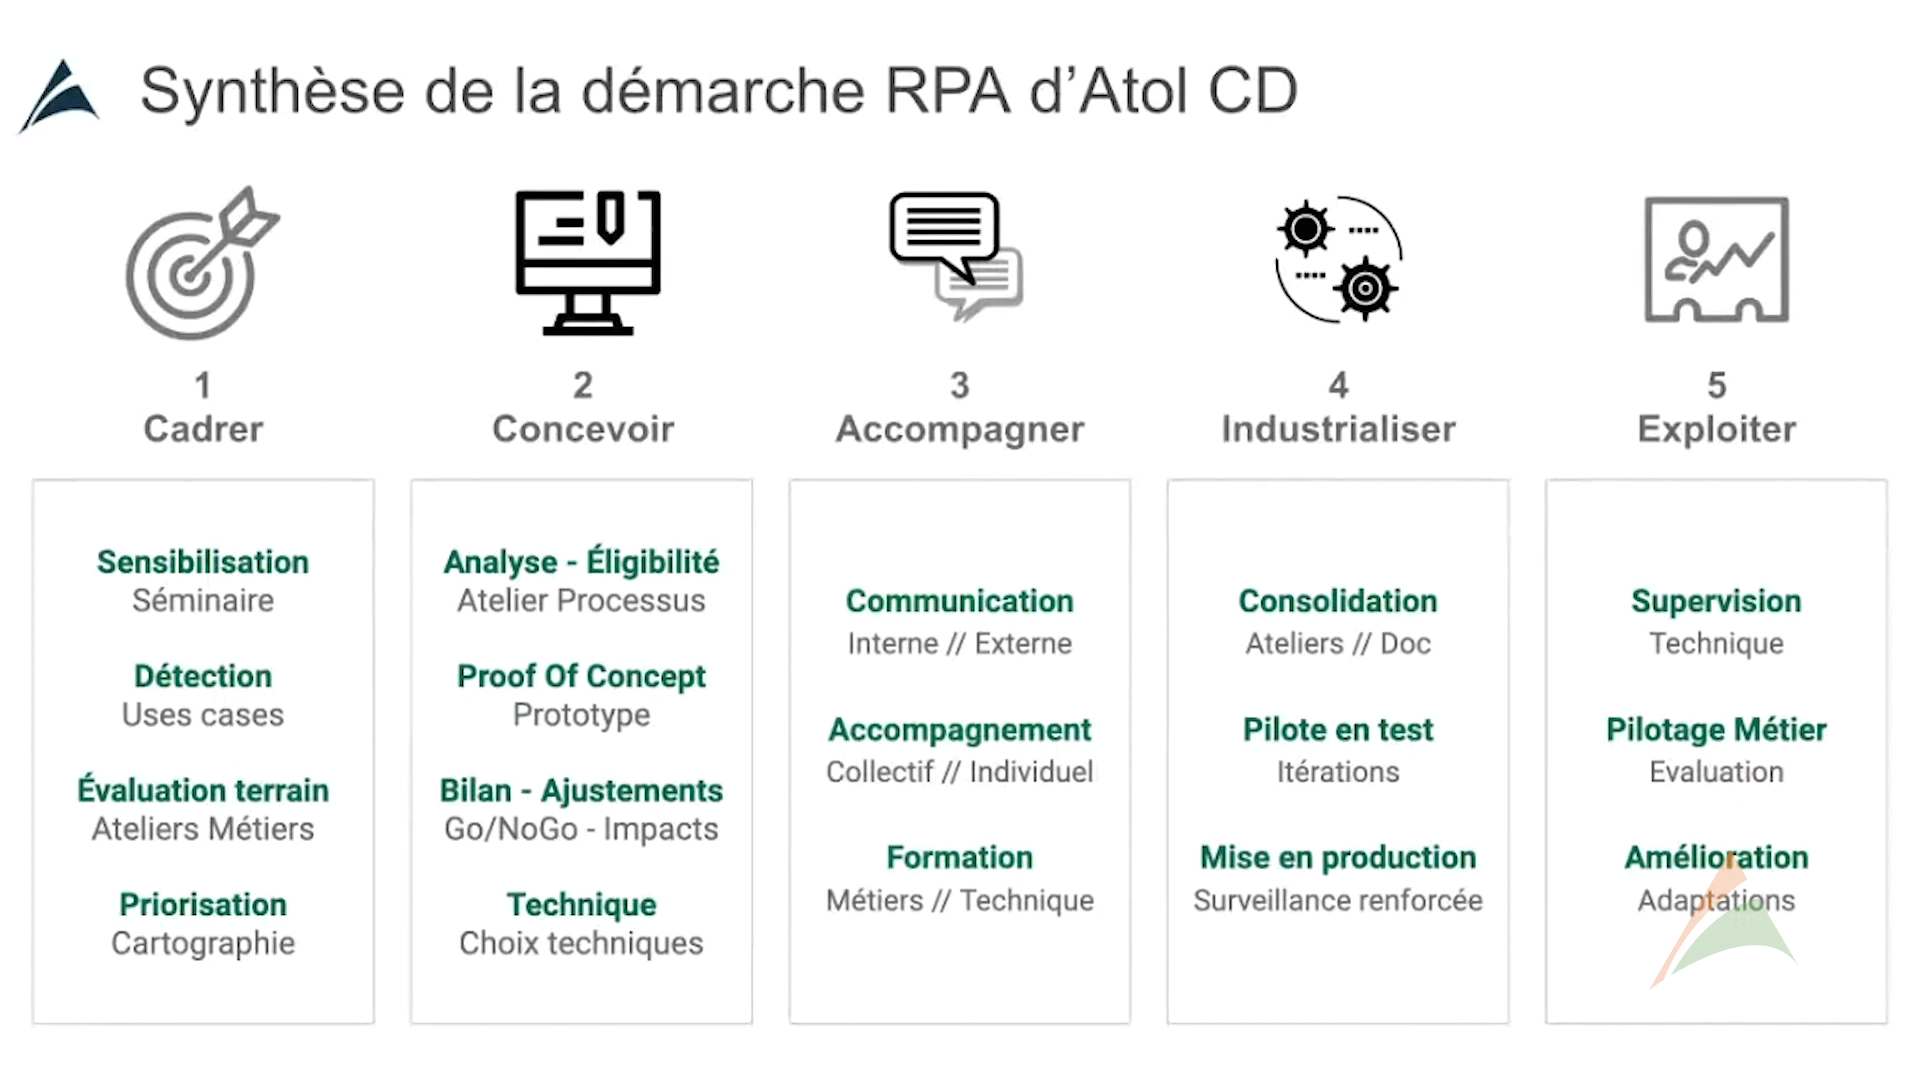 Synthèse de la démarche RPA d'Atol CD
1
Cadrer
Sensibilisation
Séminaire
Détection
Uses cases
Évaluation terrain
Ateliers Métiers
Priorisation
Cartographie
2
Concevoir
Analyse - Éligibilité
Atelier Processus
Proof Of Concept
Prototype
Bilan - Ajustements
Go/NoGo - Impacts
Technique
Choix techniques
3
Accompagner
Communication
Interne // Externe
Accompagnement
Collectif // Individuel
Formation
Métiers // Technique
4
Industrialiser
Consolidation
Ateliers // Doc
Pilote en test
Itérations
Mise en production
Surveillance renforcée
5
Exploiter
Supervision
Technique
Pilotage Métier
Evaluation
Amélioration
Adaptations